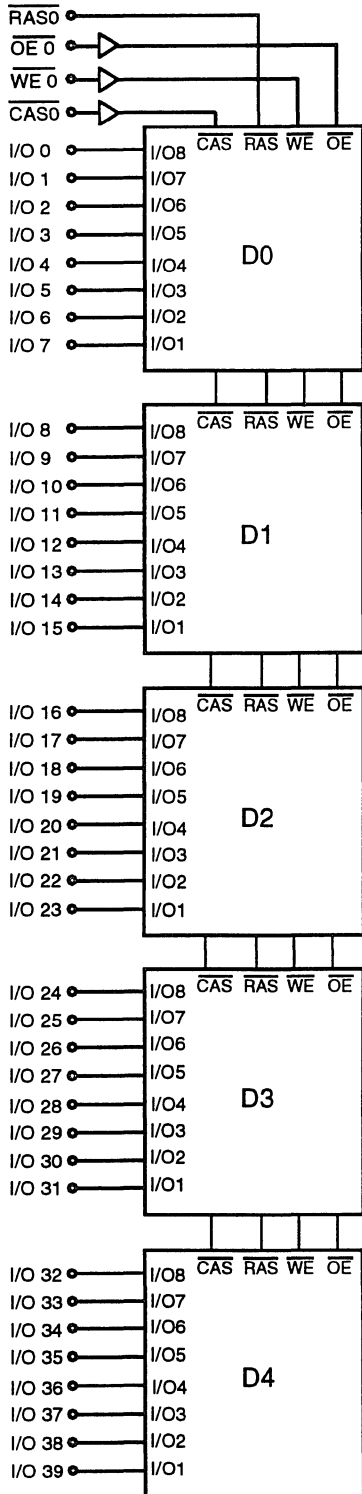 RAS0
OE 0
WE 0
CAS0
CAS RAS WE OE
I/O 0 I/O8
I/O 1 I/O7
I/O 2 I/O6
I/O 3 I/O5
I/O 4 I/O4
I/O 5 I/O3
I/O 6 I/O2
I/O 7 I/O1
D0
CAS RAS WE OE
I/O 8 I/O8
I/O 9 I/O7
I/O 10 I/O6
I/O 11 I/O5
I/O 12 I/O4
I/O 13 I/O3
I/O 14 I/O2
I/O 15 I/O1
D1
CAS RAS WE OE
I/O 16 I/O8
I/O 17 I/O7
I/O 18 I/O6
I/O 19 I/O5
I/O 20 I/O4
I/O 21 I/O3
I/O 22 I/O2
I/O 23 I/O1
D2
CAS RAS WE OE
I/O 24 I/O8
I/O 25 I/O7
I/O 26 I/O6
I/O 27 I/O5
I/O 28 I/O4
I/O 29 I/O3
I/O 30 I/O2
I/O 31 I/O1
D3
CAS RAS WE OE
I/O 32 I/O8
I/O 33 I/O7
I/O 34 I/O6
I/O 35 I/O5
I/O 36 I/O4
I/O 37 I/O3
I/O 38 I/O2
I/O 39 I/O1
D4